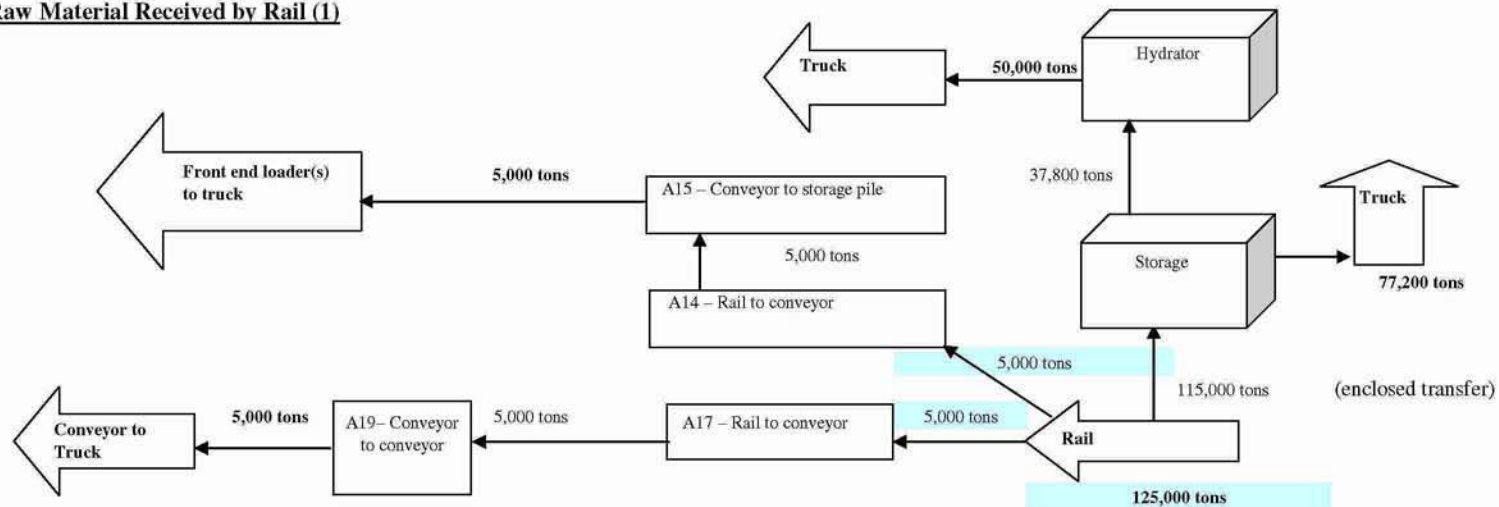 Raw Material Received by Rail (1)
Hydrator
Truck
50,000 tons
Front end loader(s)
to truck
5,000 tons
A15 – Conveyor to storage pile
37,800 tons
Truck
5,000 tons
Storage
77,200 tons
A14 – Rail to conveyor
5,000 tons
115,000 tons
(enclosed transfer)
Conveyor to
Truck
5,000 tons
A19– Conveyor
to conveyor
5,000 tons
A17 – Rail to conveyor
5,000 tons
Rail
125,000 tons